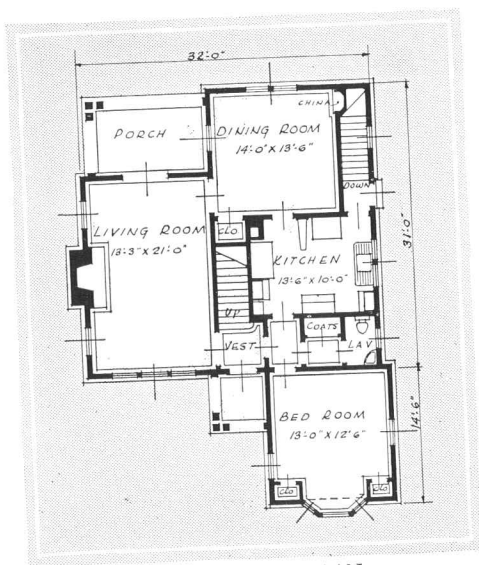 32'-0"
CHINA
PORCH
DINING ROOM
14'-0" X 13'-6"
DOWN
LIVING ROOM
13'-3" X 21'-0"
CLO
31'-0"
KITCHEN
13'-6" X 10'-0"
UP
COATS
VEST
LAV
BED ROOM
13'-0" X 12'-6"
14'-6"
CLO
CLO